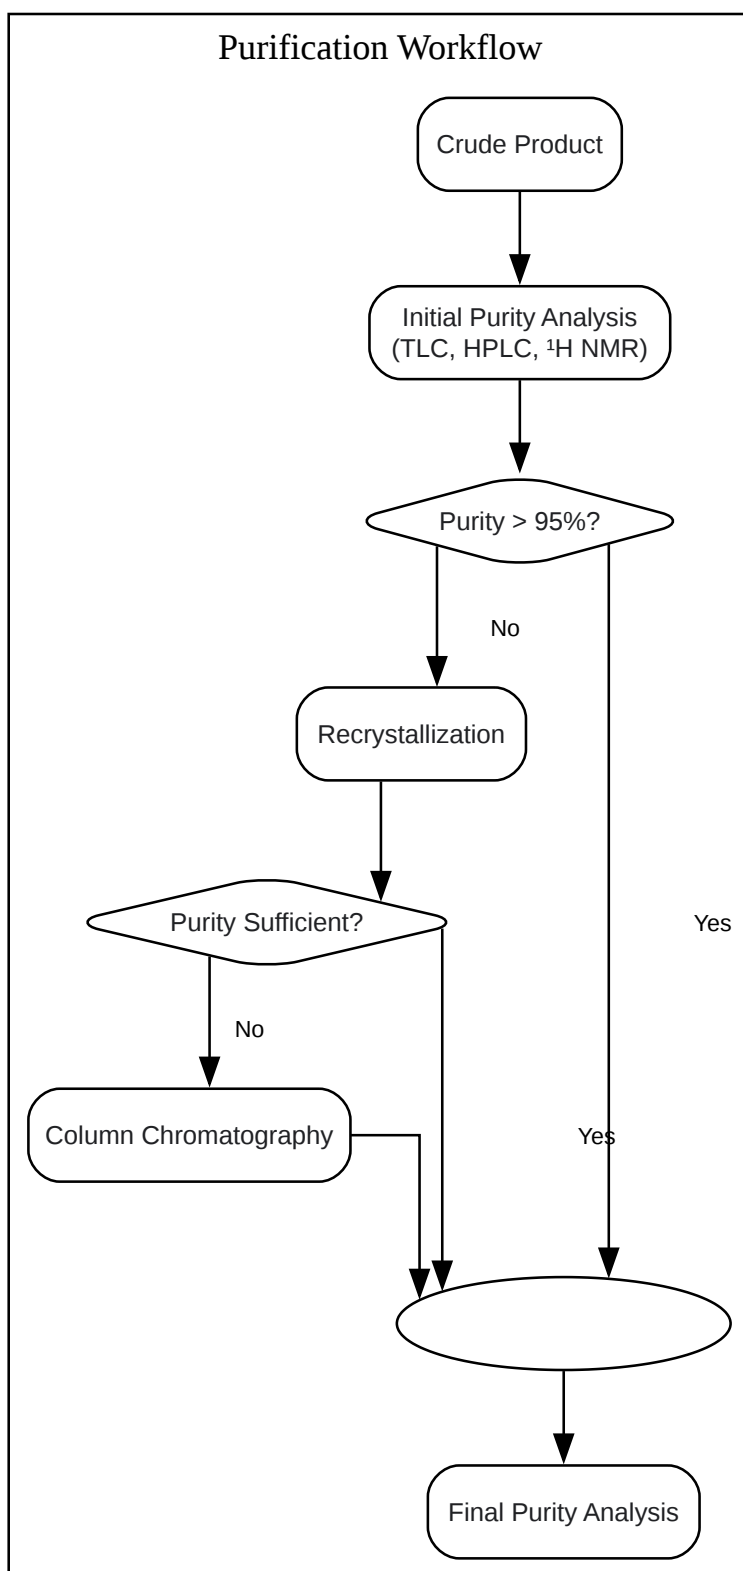 Purification Workflow
Crude Product
Initial Purity Analysis
(TLC, HPLC, ¹H NMR)
Purity > 95%?
No
Recrystallization
Purity Sufficient?
Yes
No
Column Chromatography
Yes
Final Purity Analysis